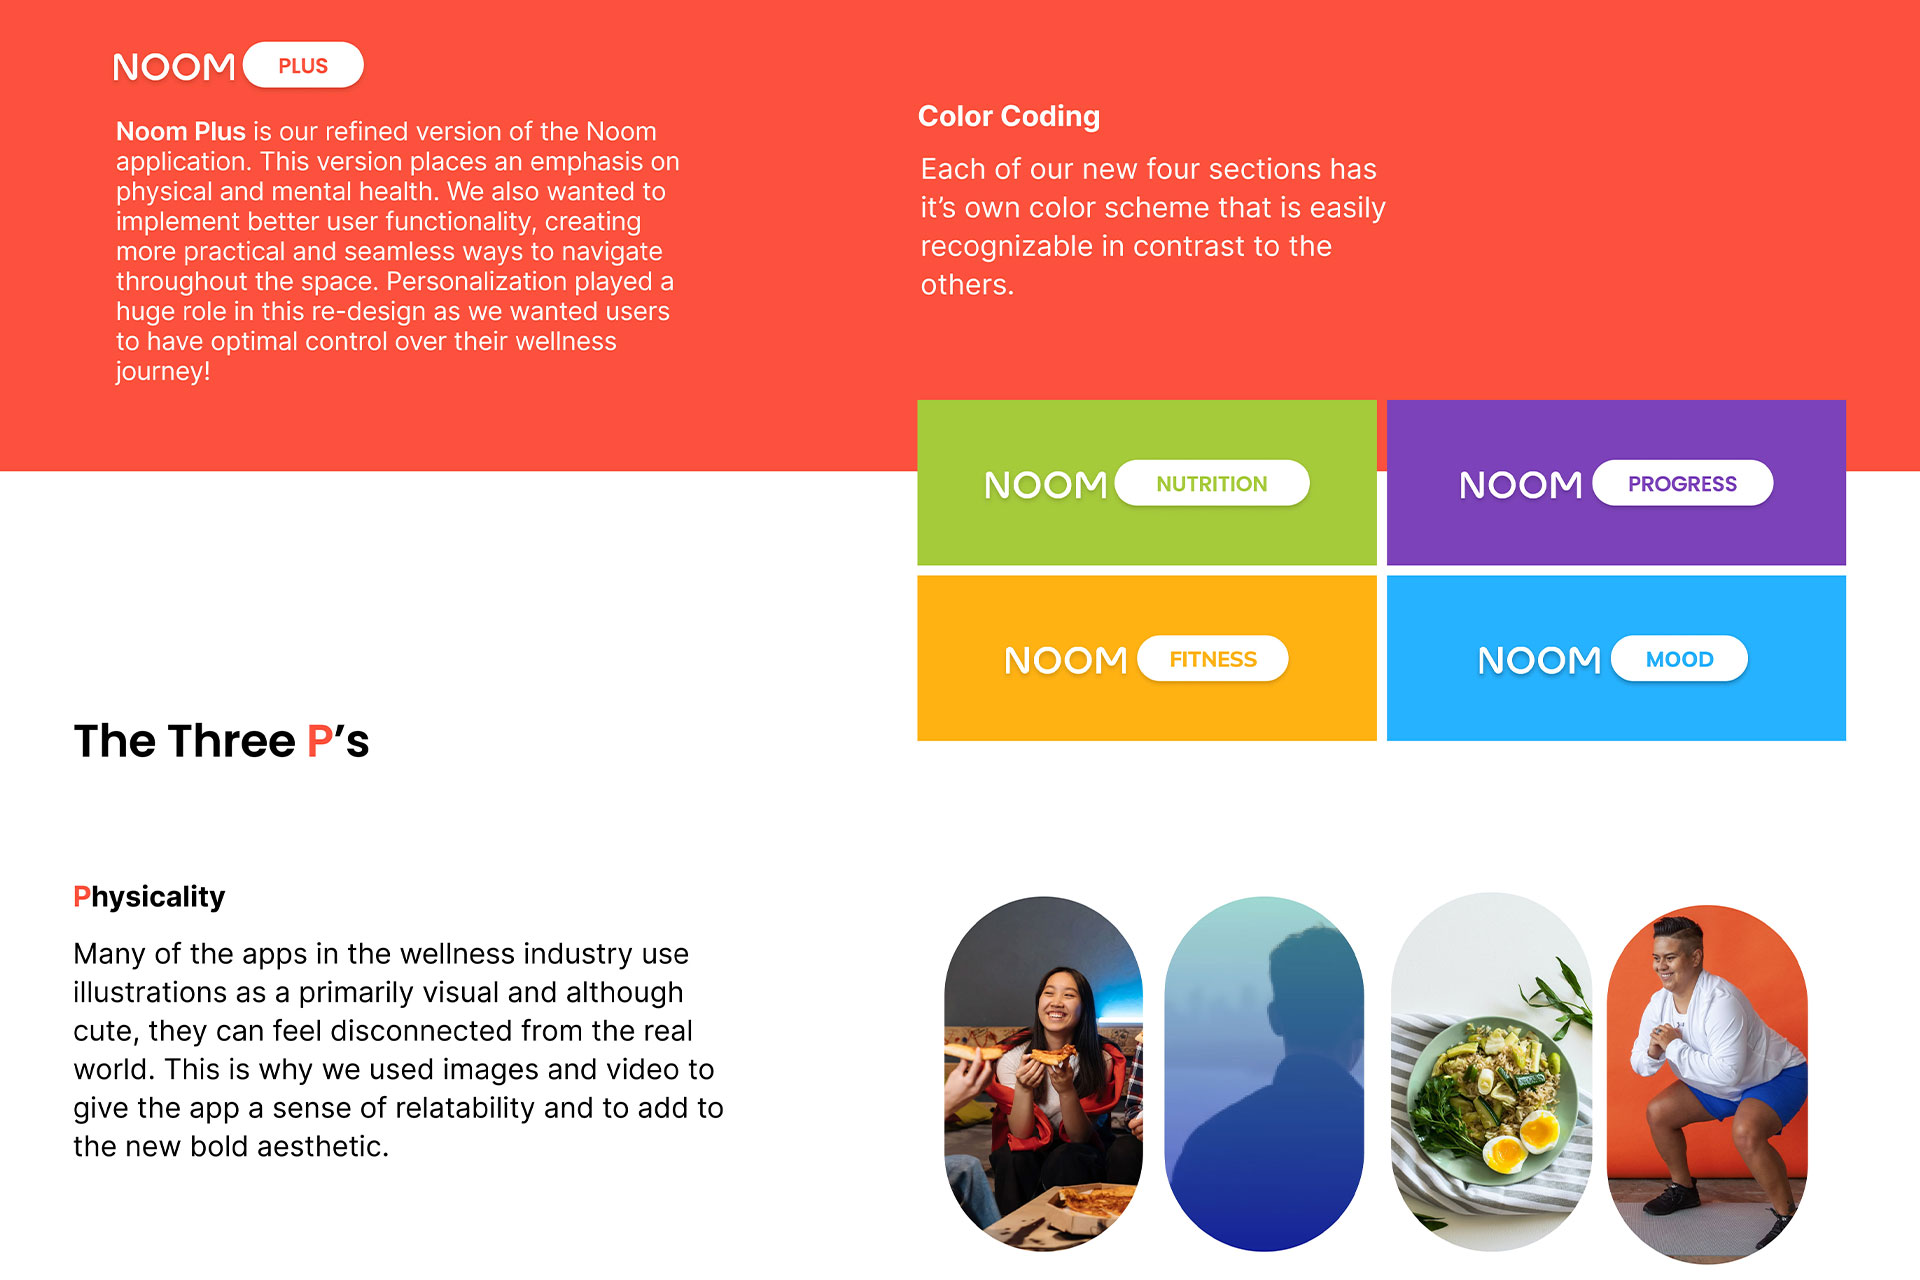 NOOM PLUS
Noom Plus is our refined version of the Noom
application. This version places an emphasis on
physical and mental health. We also wanted to
implement better user functionality, creating
more practical and seamless ways to navigate
throughout the space. Personalization played a
huge role in this re-design as we wanted users
to have optimal control over their wellness
journey!
Color Coding
Each of our new four sections has
it’s own color scheme that is easily
recognizable in contrast to the
others.
NOOM NUTRITION
NOOM PROGRESS
NOOM FITNESS
NOOM MOOD
The Three P’s
Physicality
Many of the apps in the wellness industry use
illustrations as a primarily visual and although
cute, they can feel disconnected from the real
world. This is why we used images and video to
give the app a sense of relatability and to add to
the new bold aesthetic.